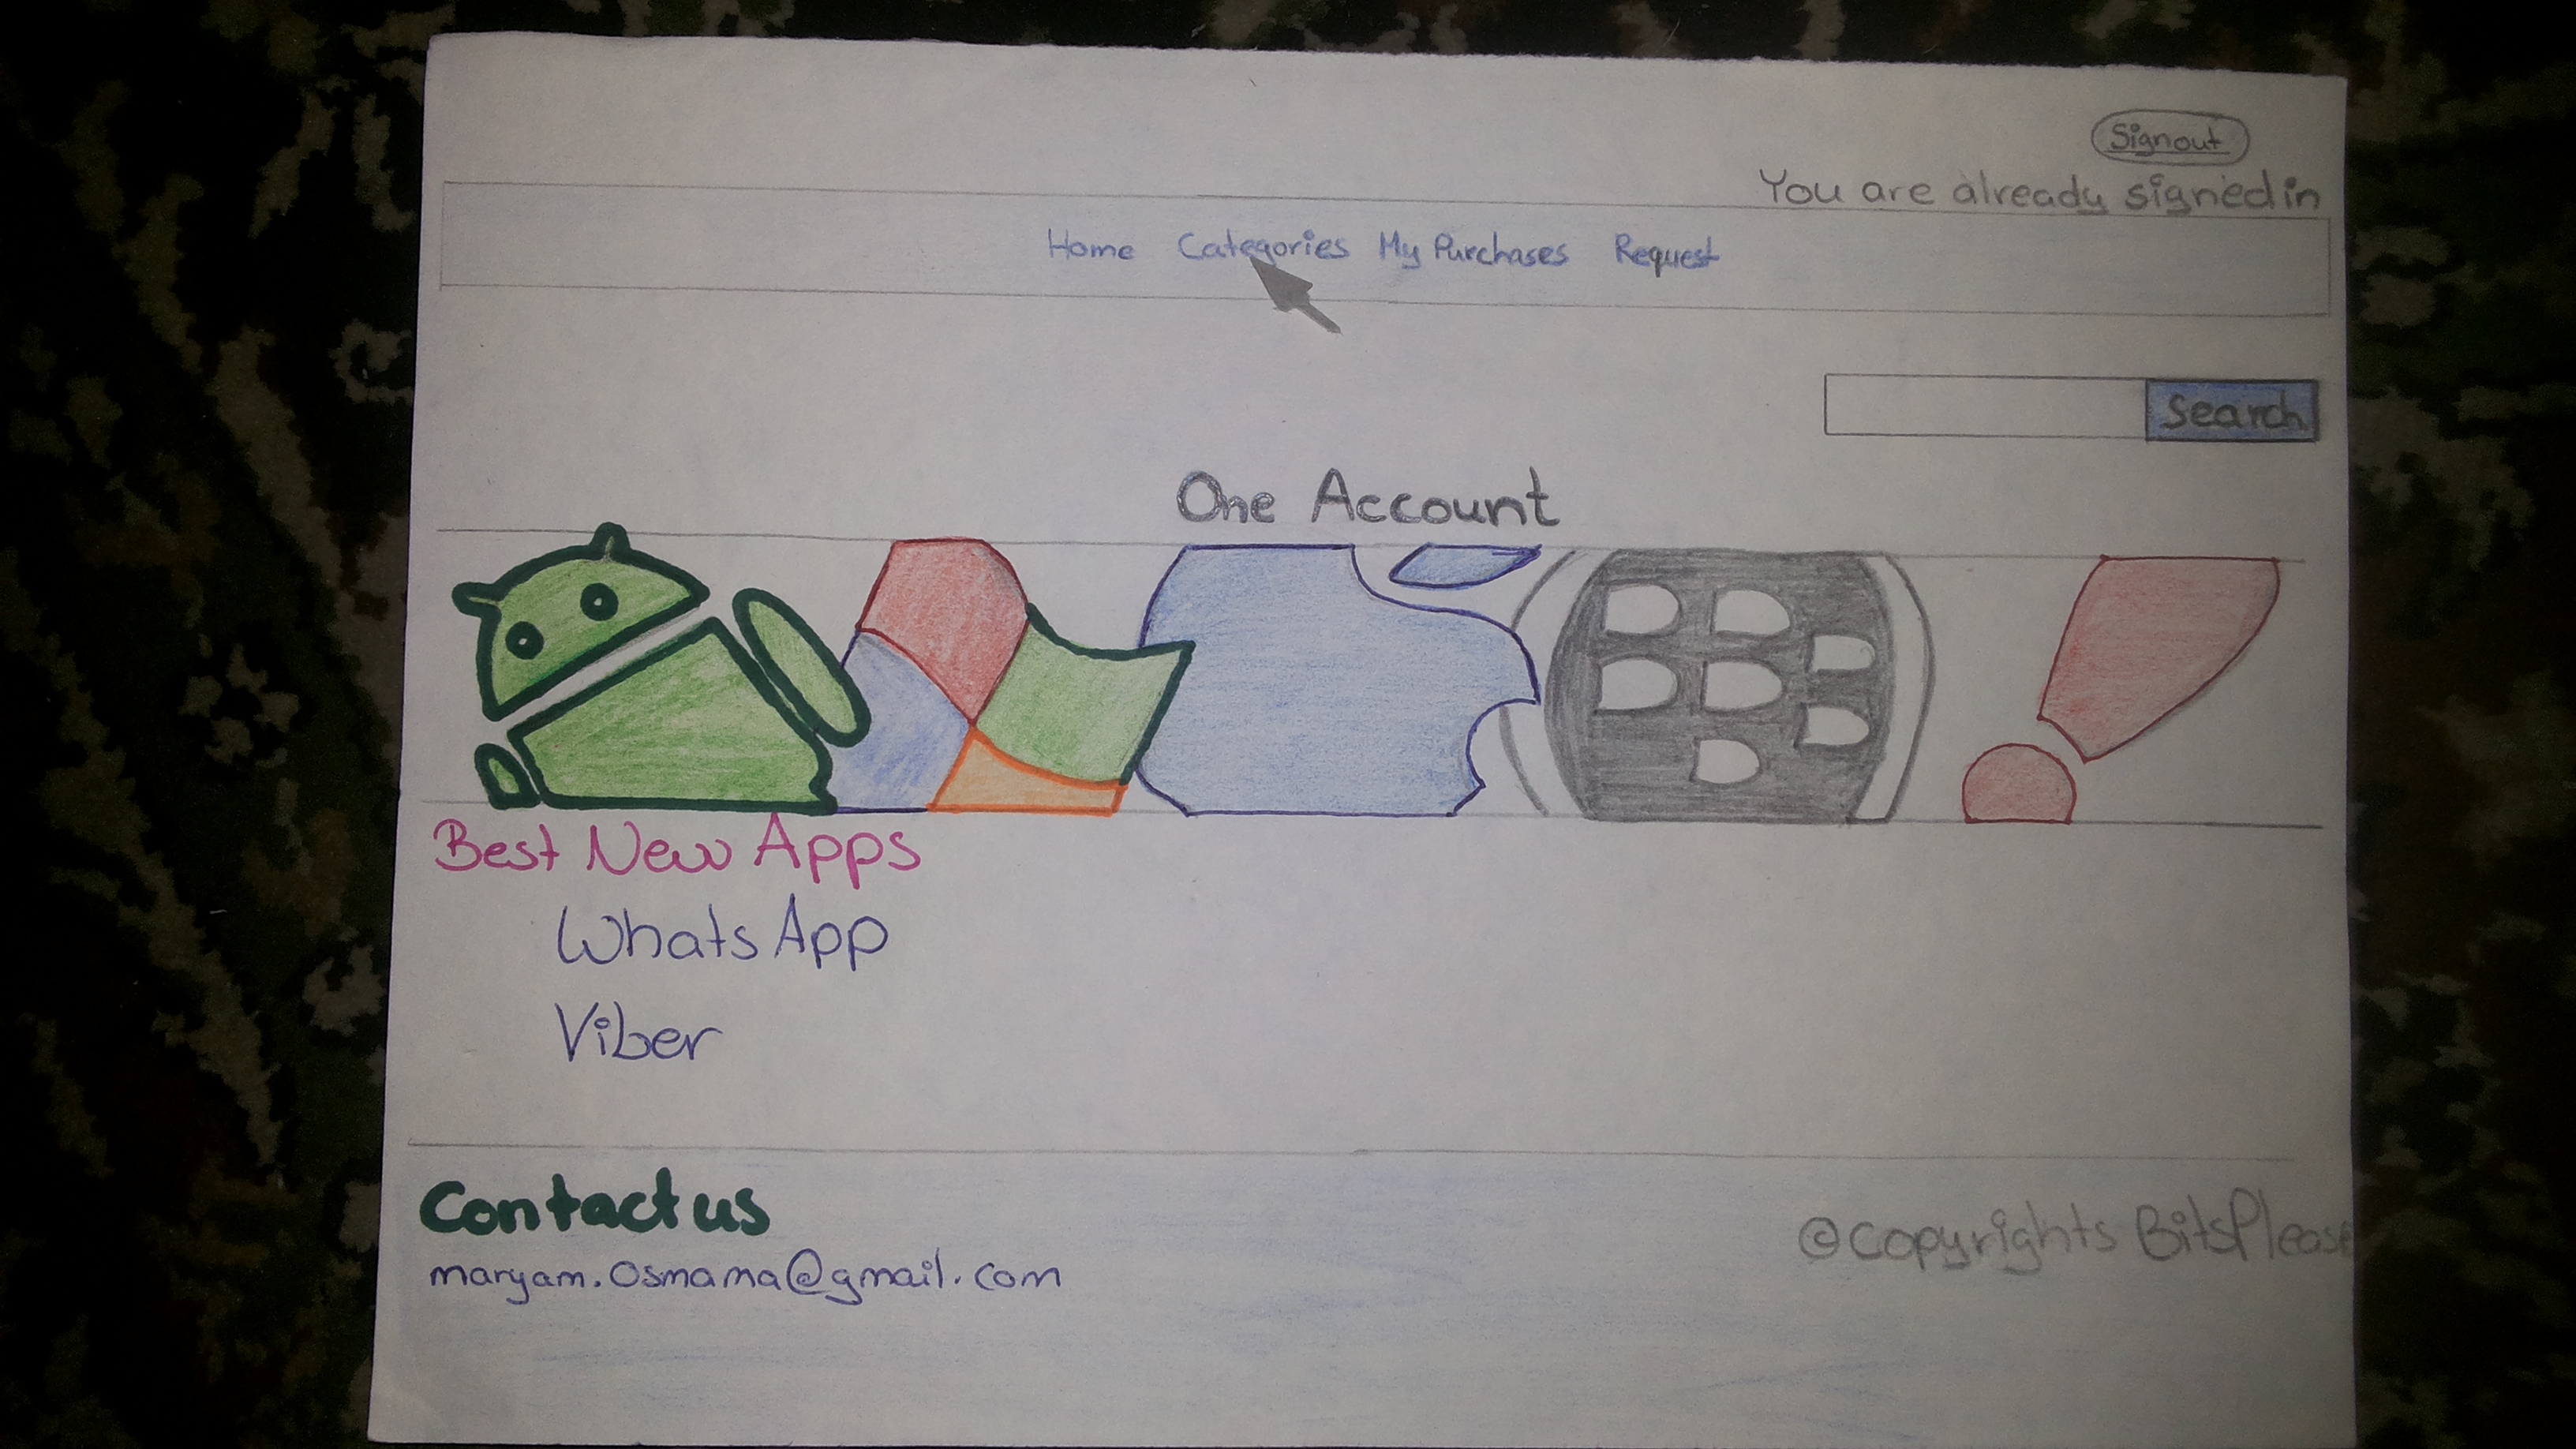 Signout
You are already signed in
Home Categories My Purchases Request
Search
One Account
Best New Apps
WhatsApp
Viber
Contact us
maryam.osmama@gmail.com
@copyrights BitsPlease